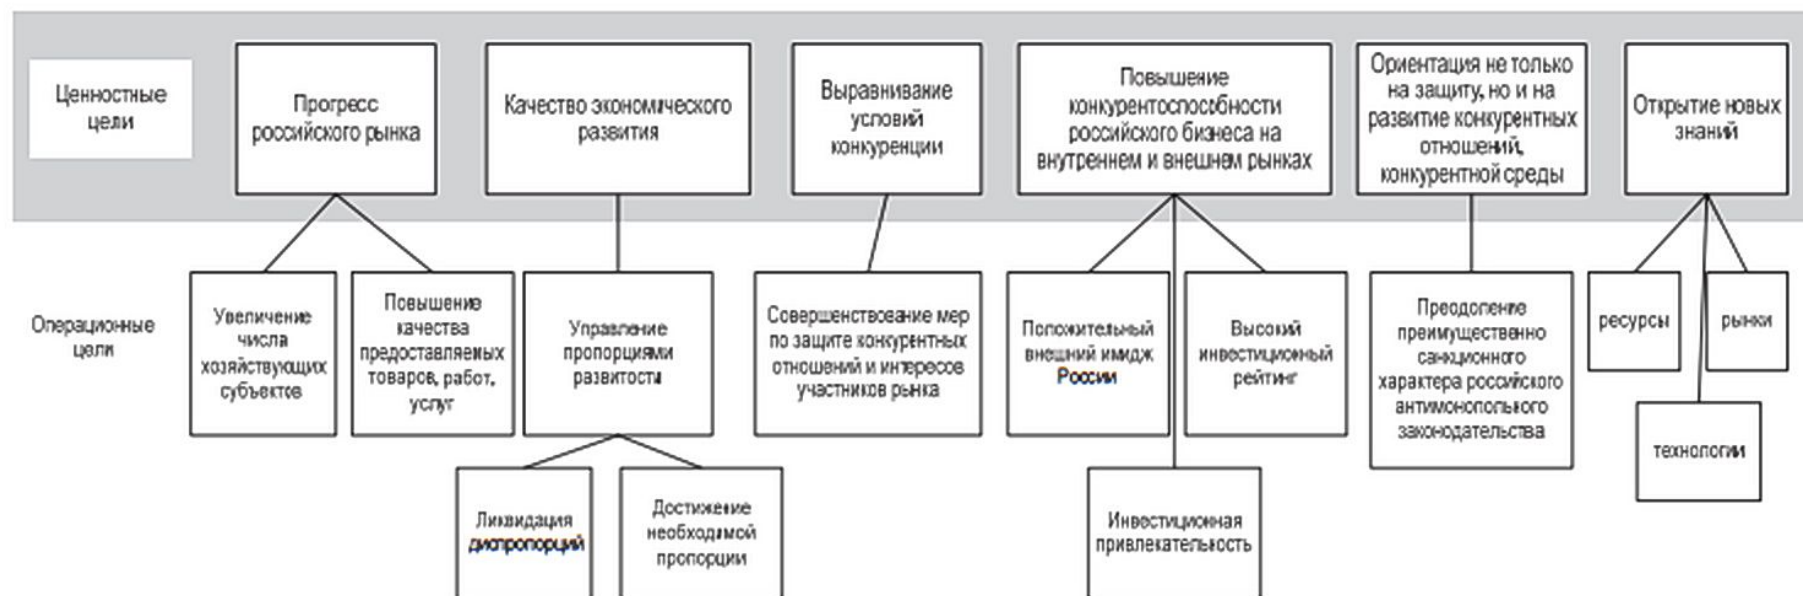 Ценностные
цели
Прогресс
российского рынка
Качество экономического
развития
Выравнивание
условий
конкуренции
Повышение
конкурентоспособности
российского бизнеса на
внутреннем и внешнем рынках
Ориентация не только
на защиту, но и на
развитие конкурентных
отношений,
конкурентной среды
Открытие новых
знаний
Операционные
цели
Увеличение
числа
хозяйствующих
субъектов
Повышение
качества
предоставляемых
товаров, работ,
услуг
Управление
пропорциями
развитости
Совершенствование мер
по защите конкурентных
отношений и интересов
участников рынка
Положительный
внешний имидж
России
Высокий
инвестиционный
рейтинг
Преодоление
преимущественно
санкционного
характера российского
антимонопольного
законодательства
ресурсы
рынки
технологии
Ликвидация
диспропорций
Достижение
необходимой
пропорции
Инвестиционная
привлекательность